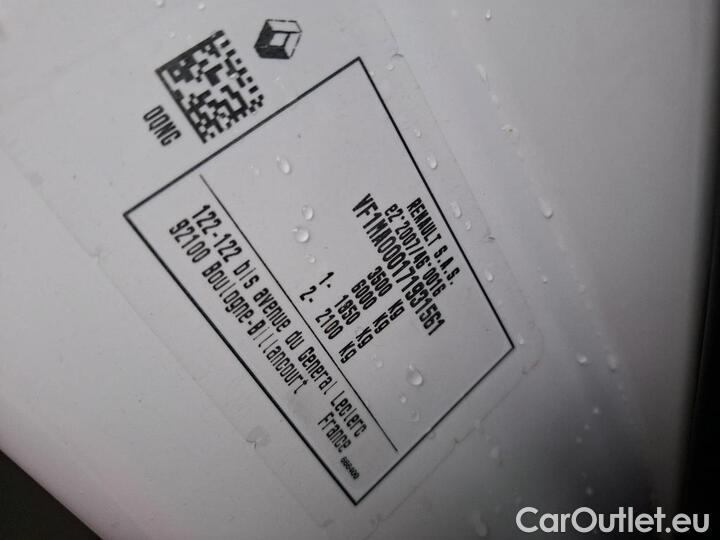 RENAULT S.A.S.
e2*2007/46*0016
VF1MA000171931561
3500 Kg
6000 Kg
1- 1850 Kg
2- 2100 Kg
122-122 bis avenue du General Leclerc
92100 Boulogne-Billancourt France
DQNG
CarOutlet.eu